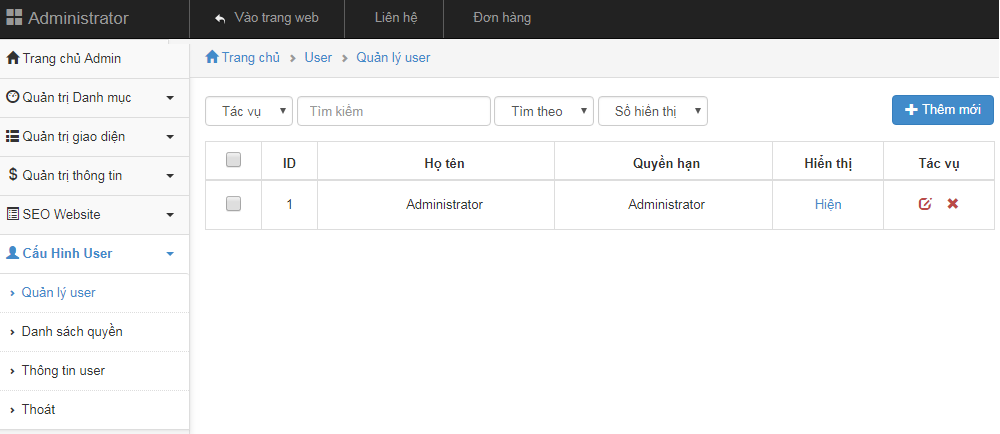 Administrator
Vào trang web
Liên hệ
Đơn hàng
Trang chủ Admin
Quản trị Danh mục
Quản trị giao diện
Quản trị thông tin
SEO Website
Cấu Hình User
Quản lý user
Danh sách quyền
Thông tin user
Thoát
Trang chủ > User > Quản lý user
Tác vụ Tìm kiếm Tìm theo Số hiển thị Thêm mới
ID Họ tên Quyền hạn Hiển thị Tác vụ
1 Administrator Administrator Hiện